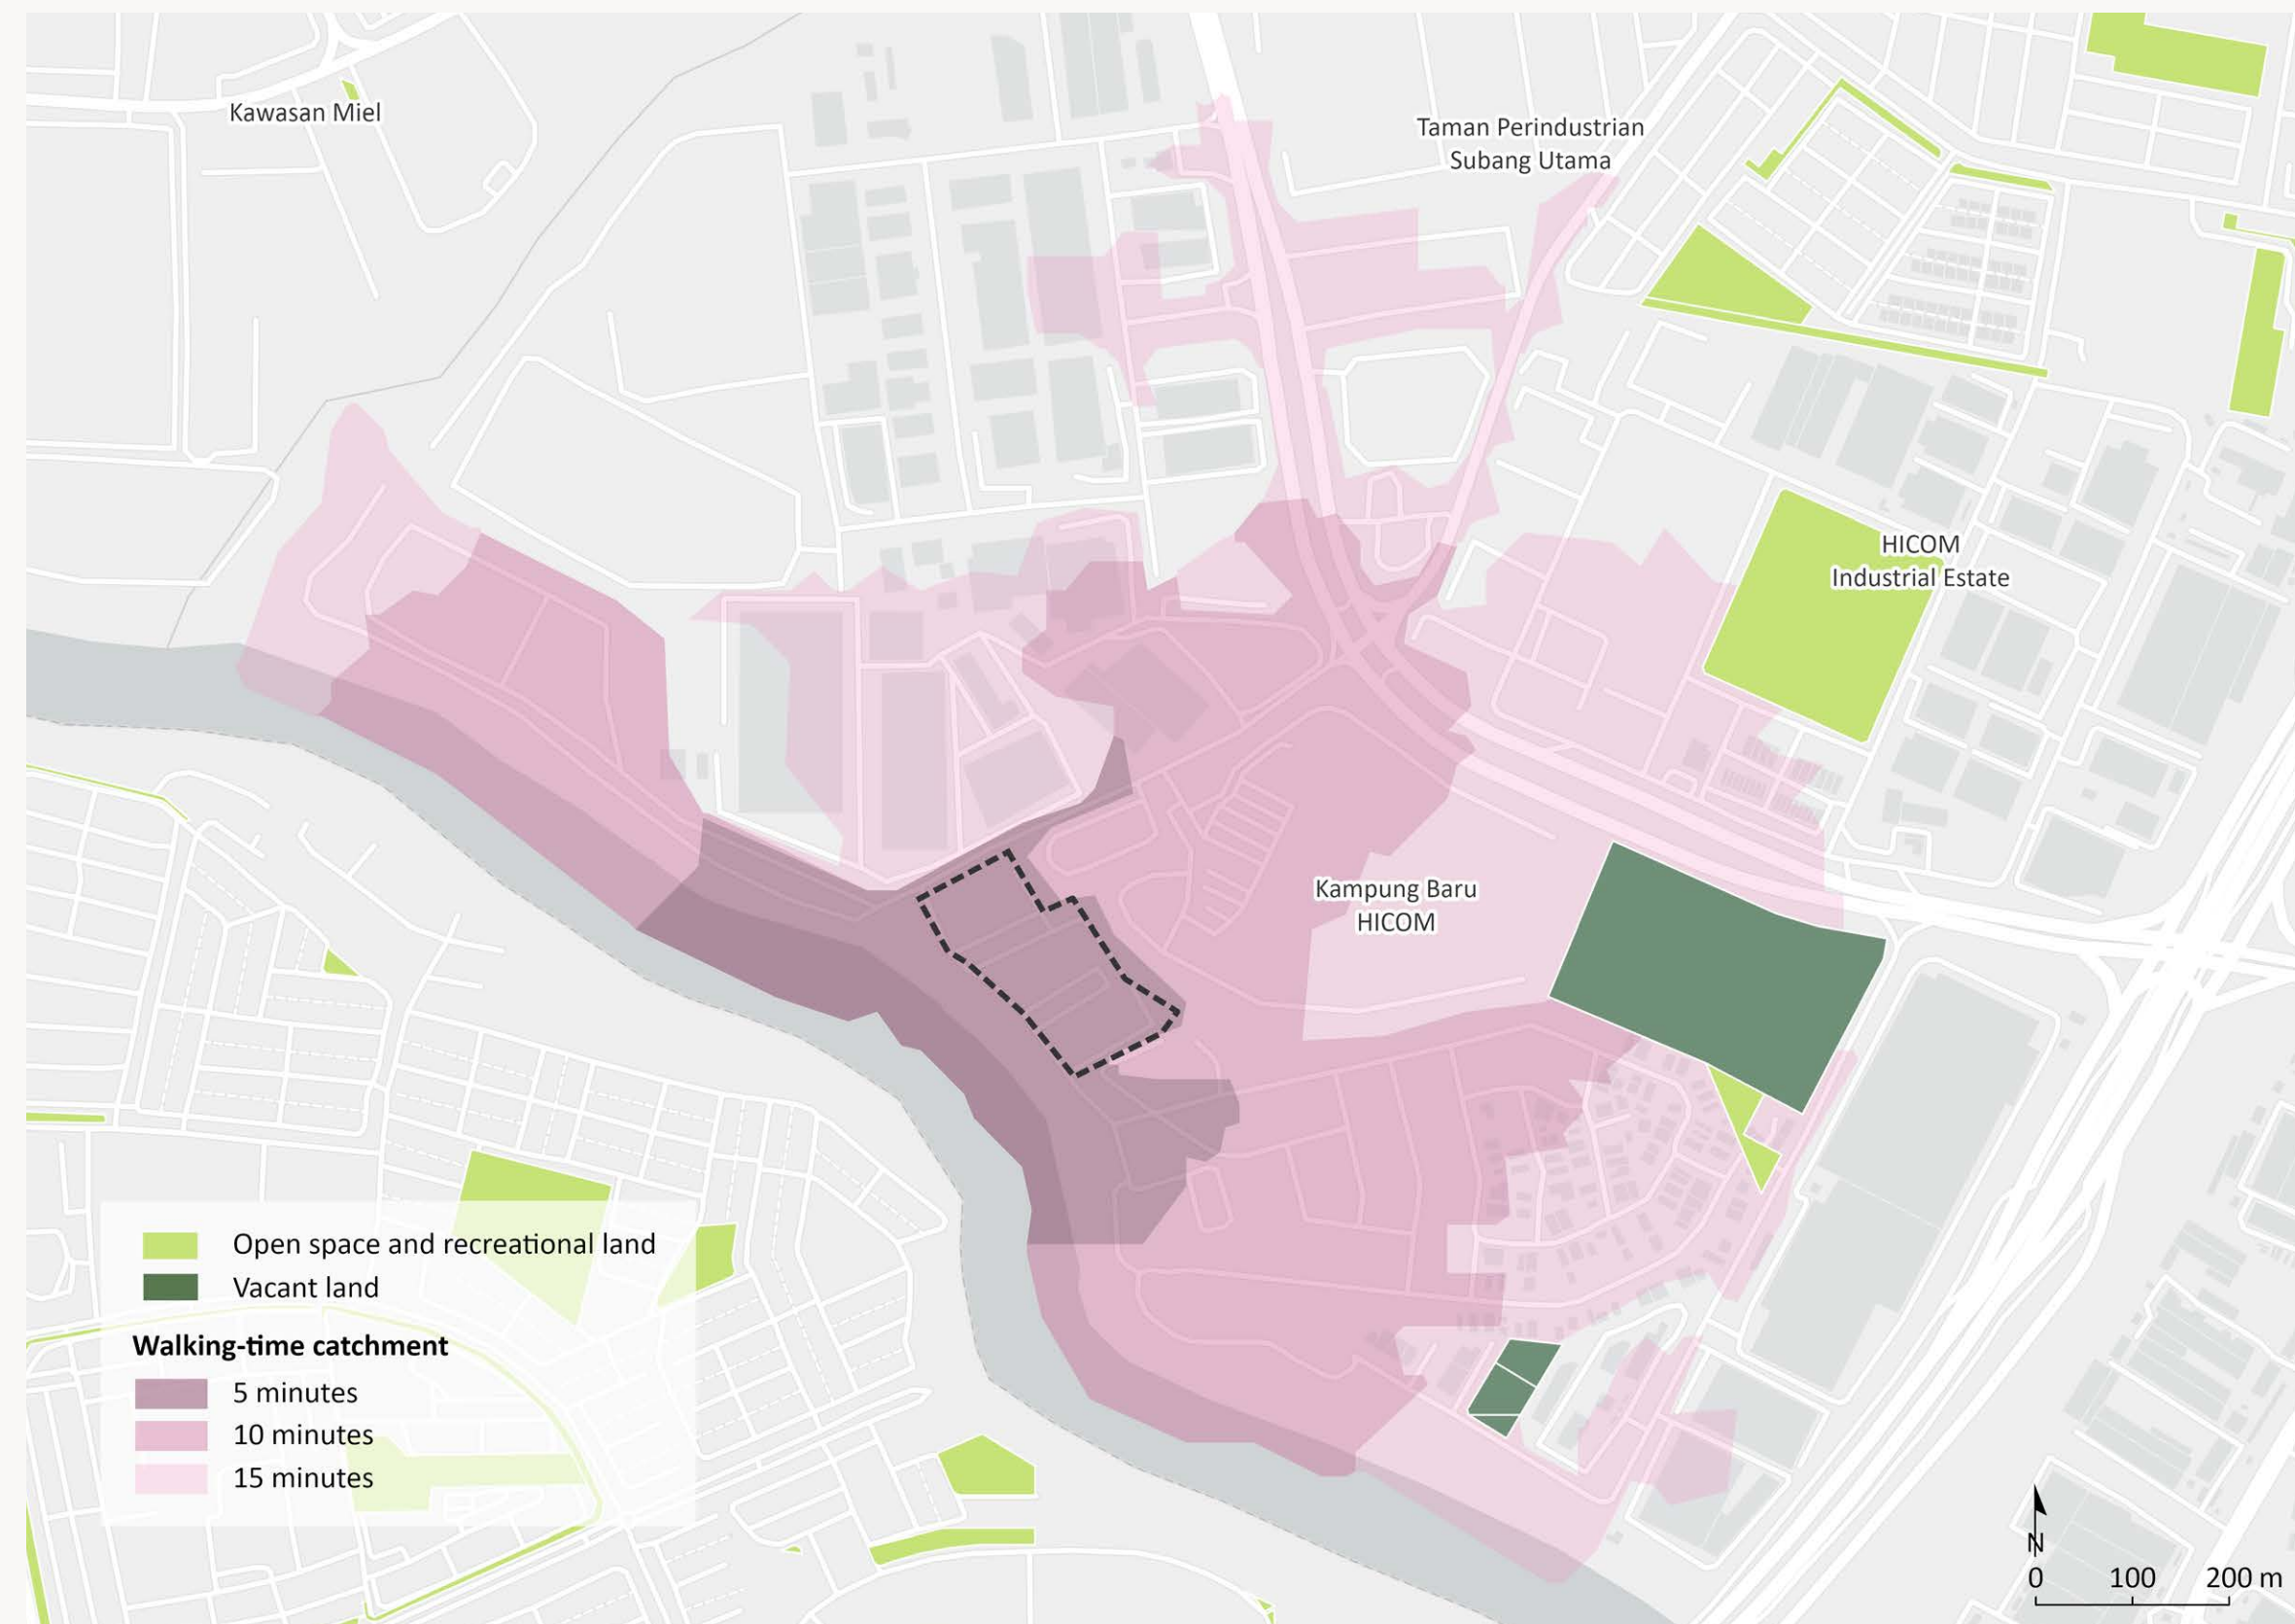 Kawasan Miel
Taman Perindustrian
Subang Utama
HICOM
Industrial Estate
Kampung Baru
HICOM
Open space and recreational land
Vacant land
Walking-time catchment
5 minutes
10 minutes
15 minutes
N
0 100 200 m